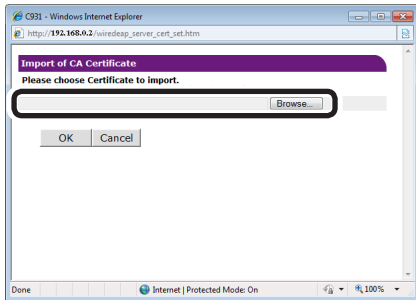 C931 - Windows Internet Explorer
http://192.168.0.2/wiredeap_server_cert_set.htm
Import of CA Certificate
Please choose Certificate to import.
Browse...
OK Cancel
Done Internet | Protected Mode: On 100%